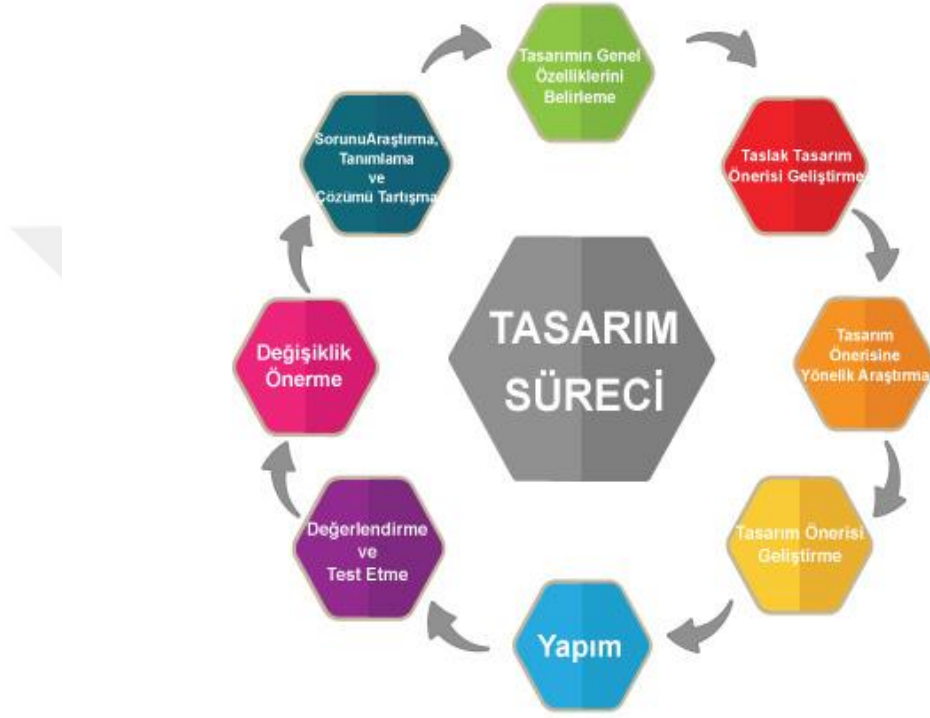 Tasarımın Genel
Özelliklerini
Belirleme
SorunuAraştırma,
Tanımlama
ve
Çözümü Tartışma
Taslak Tasarım
Önerisi Geliştirme
TASARIM
SÜRECİ
Değişiklik
Önerme
Tasarım
Önerisine
Yönelik Araştırma
Değerlendirme
ve
Test Etme
Tasarım Önerisi
Geliştirme
Yapım